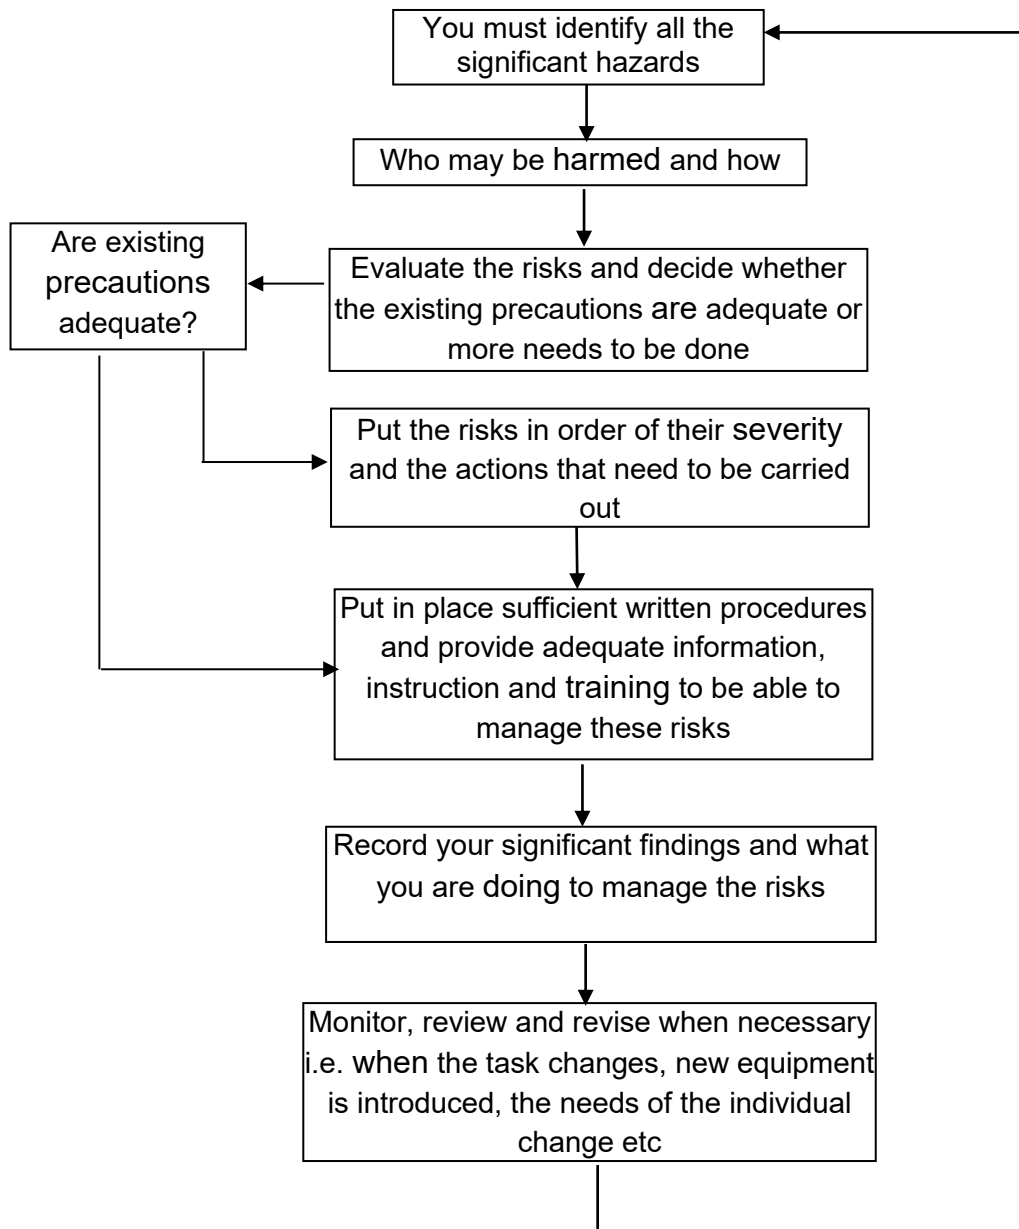 You must identify all the
significant hazards
Who may be harmed and how
Are existing
precautions
adequate?
Evaluate the risks and decide whether
the existing precautions are adequate or
more needs to be done
Put the risks in order of their severity
and the actions that need to be carried
out
Put in place sufficient written procedures
and provide adequate information,
instruction and training to be able to
manage these risks
Record your significant findings and what
you are doing to manage the risks
Monitor, review and revise when necessary
i.e. when the task changes, new equipment
is introduced, the needs of the individual
change etc